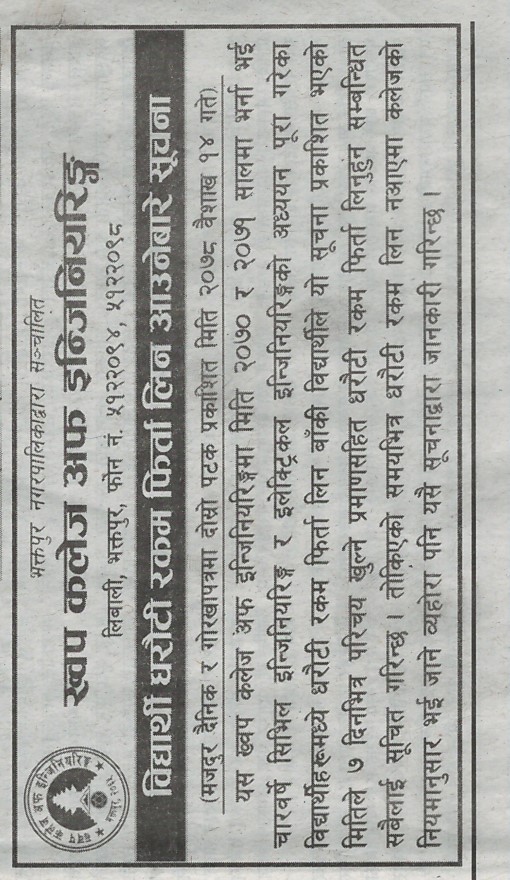 भक्तपुर नगरपालिकाद्वारा सञ्चालित
ख्वप कलेज अफ इन्जिनियरिङ्ग
लिबाली, भक्तपुर, फोन नं. ५१२२०९४, ५१२२०९८
ख्वप कलेज अफ इन्जिनियरिङ्ग
भक्तपुर, २०५८
विद्यार्थी धरौटी रकम फिर्ता लिन आउनेबारे सूचना
(मजदुर दैनिक र गोरखापत्रमा दोस्रो पटक प्रकाशित मिति २०७८ वैशाख १४ गते)
यस ख्वप कलेज अफ इन्जिनियरिङ्गमा मिति २०७० र २०७१ सालमा भर्ना भई
चारवर्षे सिभिल इन्जिनियरिङ्ग र इलेक्ट्रिकल इन्जिनियरिङ्गको अध्ययन पूरा गरेका
विद्यार्थीहरूमध्ये धरौटी रकम फिर्ता लिन बाँकी विद्यार्थीले यो सूचना प्रकाशित भएको
मितिले ७ दिनभित्र परिचय खुल्ने प्रमाणसहित धरौटी रकम फिर्ता लिनुहुन सम्बन्धित
सबैलाई सूचित गरिन्छ । तोकिएको समयभित्र धरौटी रकम लिन नआएमा कलेजको
नियमानुसार भई जाने व्यहोरा पनि यसै सूचनाद्वारा जानकारी गरिन्छ ।